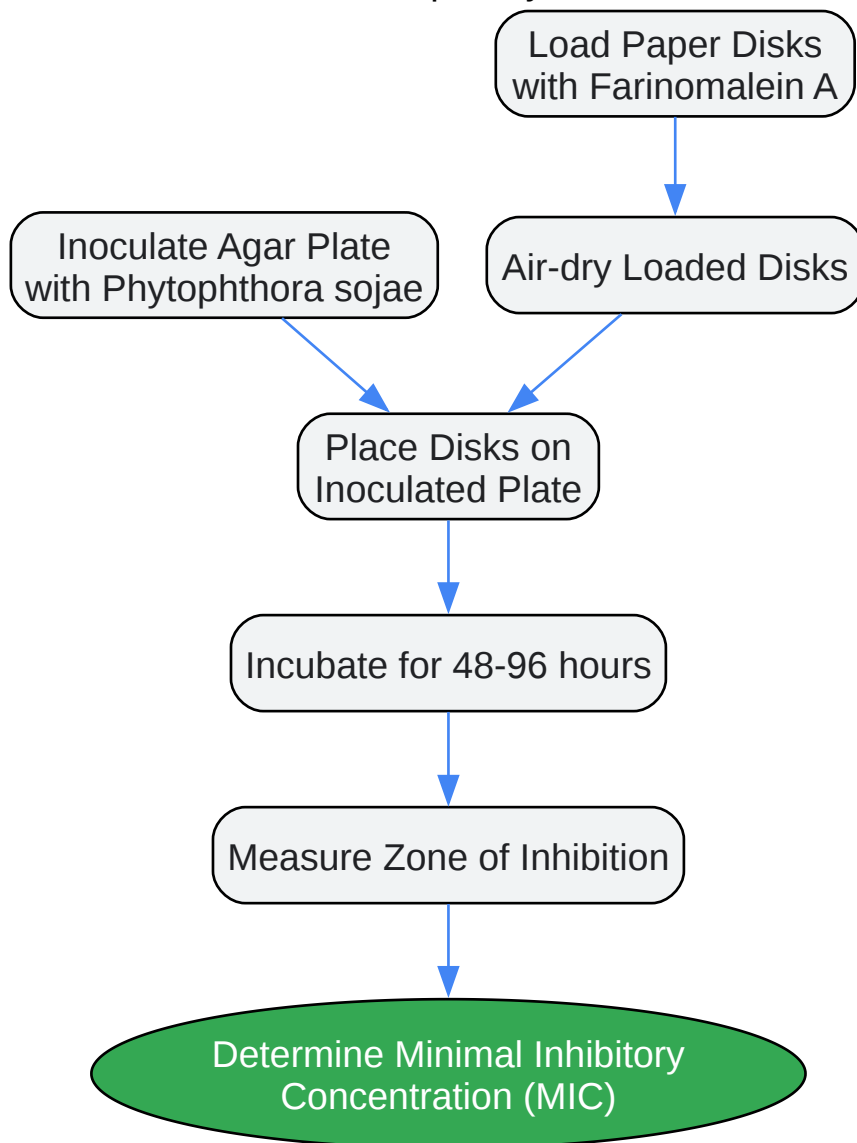 Load Paper Disks
with Farinomalein A
Inoculate Agar Plate
with Phytophthora sojae
Air-dry Loaded Disks
Place Disks on
Inoculated Plate
Incubate for 48-96 hours
Measure Zone of Inhibition
Determine Minimal Inhibitory
Concentration (MIC)